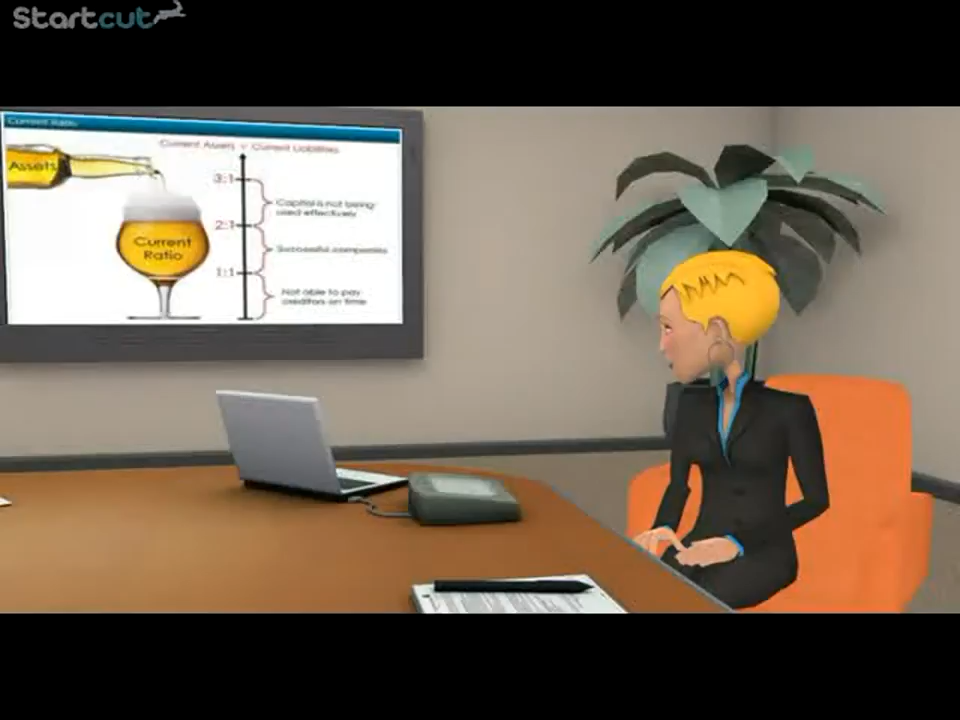 Startcut
Current Ratio
Current Assets ÷ Current Liabilities
Assets
3:1
Capital is not being
used effectively
2:1
Current
Ratio
Successful companies
1:1
Not able to pay
creditors on time